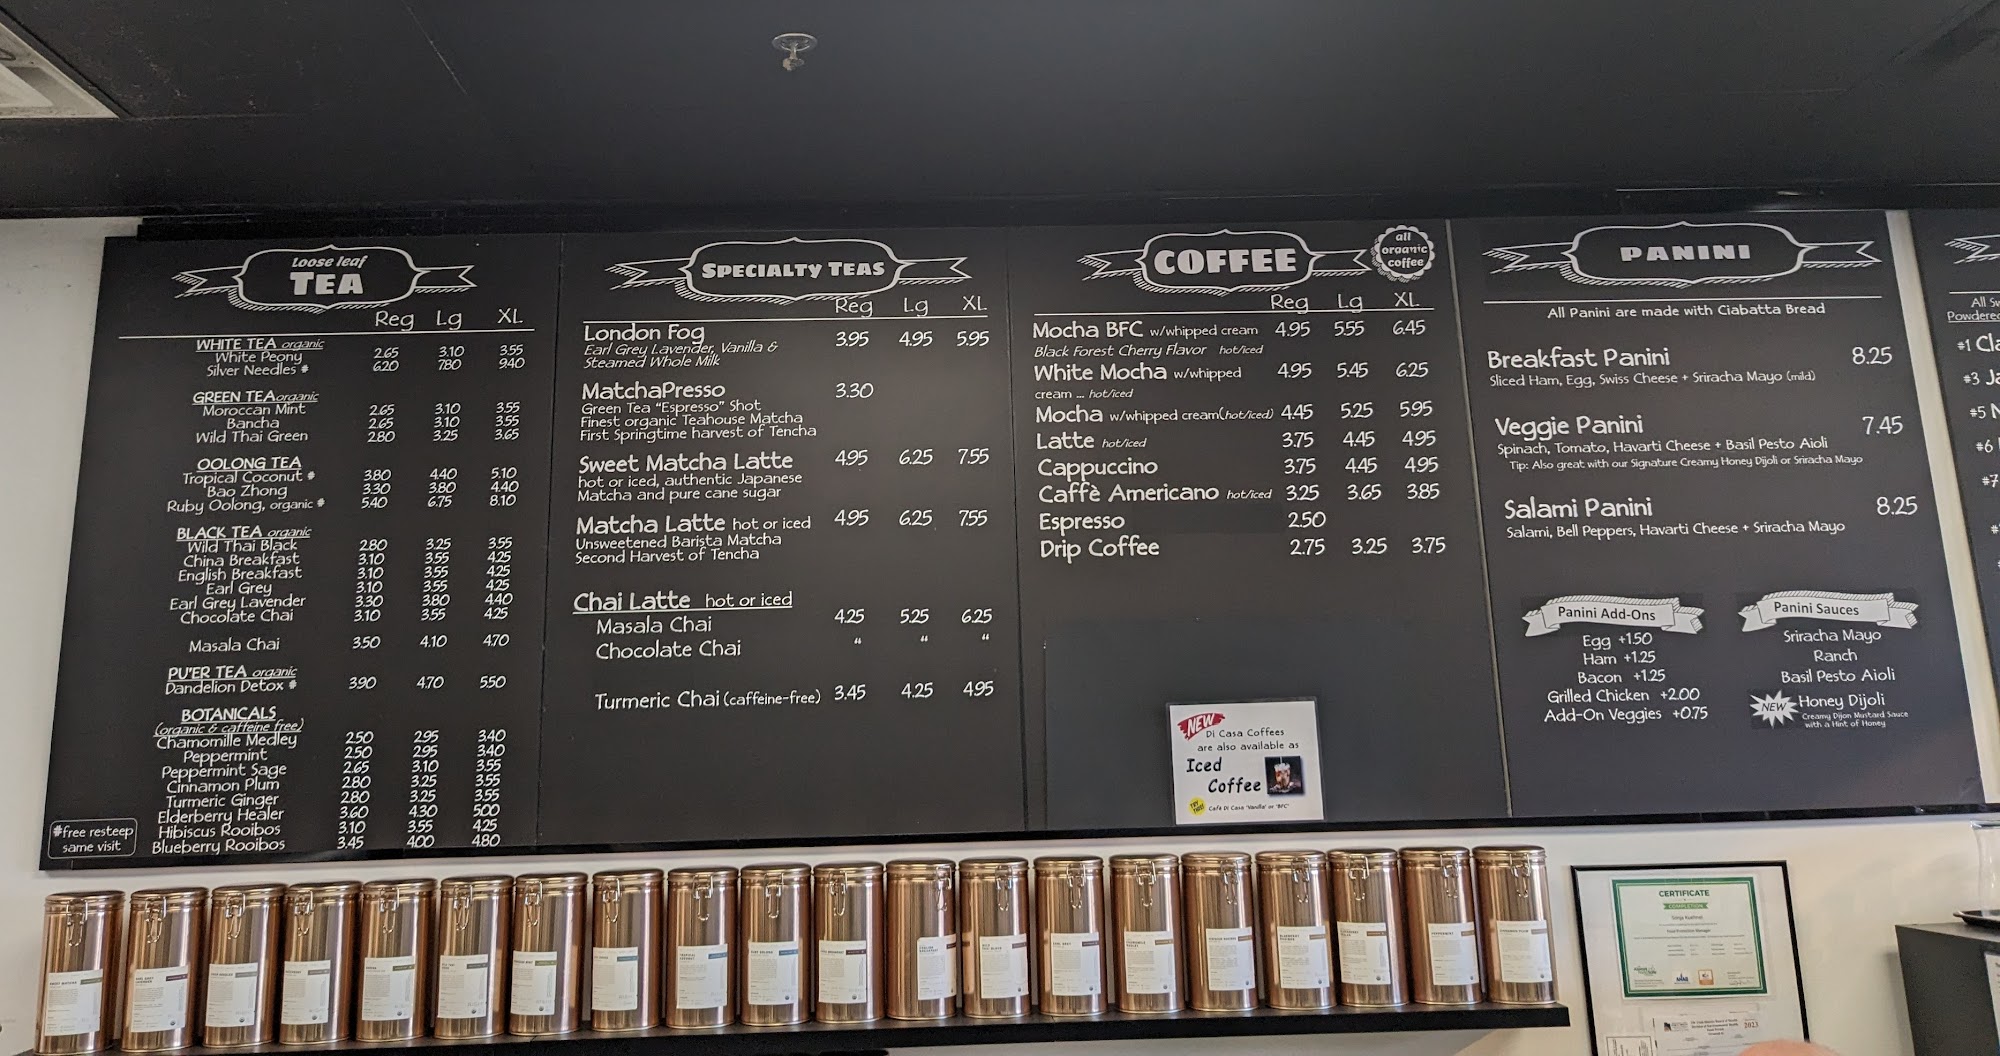 Loose leaf
TEA
Reg Lg XL
WHITE TEA organic
White Peony 2.65 3.10 3.55
Silver Needles * 6.20 7.80 9.40
GREEN TEA organic
Moroccan Mint 2.65 3.10 3.55
Bancha 2.65 3.10 3.55
Wild Thai Green 2.80 3.25 3.65
OOLONG TEA
Tropical Coconut * 3.80 4.40 5.10
Bao Zhong 3.30 3.80 4.40
Ruby Oolong, organic * 5.40 6.75 8.10
BLACK TEA organic
Wild Thai Black 2.80 3.25 3.55
China Breakfast 3.10 3.55 4.25
English Breakfast 3.10 3.55 4.25
Earl Grey 3.10 3.55 4.25
Earl Grey Lavender 3.30 3.80 4.40
Chocolate Chai 3.10 3.55 4.25
Masala Chai 3.50 4.10 4.70
PU'ER TEA organic
Dandelion Detox * 3.90 4.70 5.50
BOTANICALS
(organic & caffeine free)
Chamomille Medley 2.50 2.95 3.40
Peppermint 2.50 2.95 3.40
Peppermint Sage 2.65 3.10 3.55
Cinnamon Plum 2.80 3.25 3.55
Turmeric Ginger 2.80 3.25 3.55
Elderberry Healer 3.60 4.30 5.00
Hibiscus Rooibos 3.10 3.55 4.25
Blueberry Rooibos 3.45 4.00 4.80
*free resteep
same visit
SPECIALTY TEAS
Reg Lg XL
London Fog 3.95 4.95 5.95
Earl Grey Lavender, Vanilla &
Steamed Whole Milk
MatchaPresso 3.30
Green Tea "Espresso" Shot
Finest organic Teahouse Matcha
First Springtime harvest of Tencha
Sweet Matcha Latte 4.95 6.25 7.55
hot or iced, authentic Japanese
Matcha and pure cane sugar
Matcha Latte hot or iced 4.95 6.25 7.55
Unsweetened Barista Matcha
Second Harvest of Tencha
Chai Latte hot or iced
Masala Chai 4.25 5.25 6.25
Chocolate Chai " " "
Turmeric Chai (caffeine-free) 3.45 4.25 4.95
COFFEE
all
organic
coffee
Reg Lg XL
Mocha BFC w/whipped cream 4.95 5.55 6.45
Black Forest Cherry Flavor hot/iced
White Mocha w/whipped 4.95 5.45 6.25
cream ... hot/iced
Mocha w/whipped cream(hot/iced) 4.45 5.25 5.95
Latte hot/iced 3.75 4.45 4.95
Cappuccino 3.75 4.45 4.95
Caffè Americano hot/iced 3.25 3.65 3.85
Espresso 2.50
Drip Coffee 2.75 3.25 3.75
NEW
Di Casa Coffees
are also available as
Iced
Coffee
Café Di Casa 'Vanilla' or 'BFC'
PANINI
All Panini are made with Ciabatta Bread
Breakfast Panini 8.25
Sliced Ham, Egg, Swiss Cheese + Sriracha Mayo (mild)
Veggie Panini 7.45
Spinach, Tomato, Havarti Cheese + Basil Pesto Aioli
Tip: Also great with our Signature Creamy Honey Dijoli or Sriracha Mayo
Salami Panini 8.25
Salami, Bell Peppers, Havarti Cheese + Sriracha Mayo
Panini Add-Ons
Egg +1.50
Ham +1.25
Bacon +1.25
Grilled Chicken +2.00
Add-On Veggies +0.75
Panini Sauces
Sriracha Mayo
Ranch
Basil Pesto Aioli
NEW Honey Dijoli
Creamy Dijon Mustard Sauce
with a Hint of Honey
All
Powdered
#1
#3
#5
#6
#7
CERTIFICATE
COMPLETION
2023